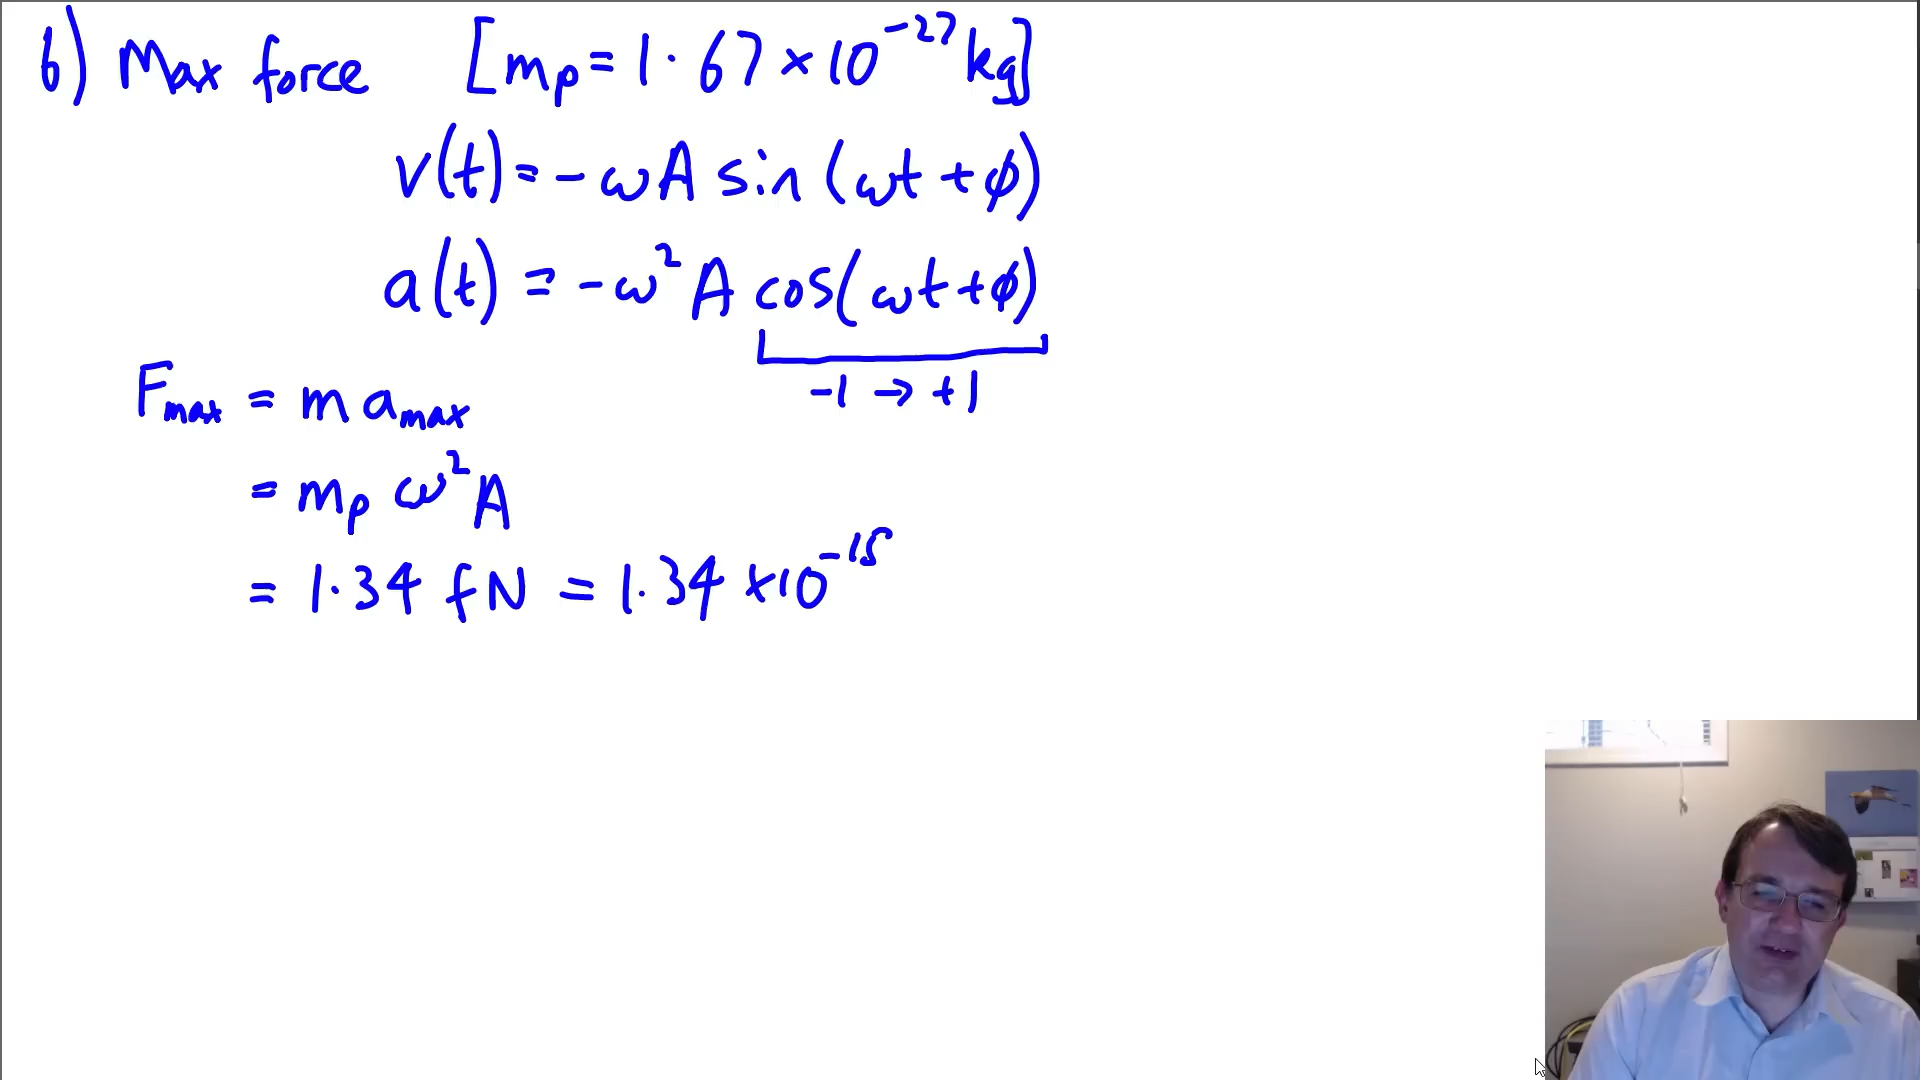 b) Max force [mp = 1.67 × 10⁻²⁷ kg]
v(t) = -ωA sin(ωt + φ)
a(t) = -ω²A cos(ωt+φ)
-1 → +1
Fmax = m amax
= mp ω²A
= 1.34 fN = 1.34 ×10⁻¹⁵